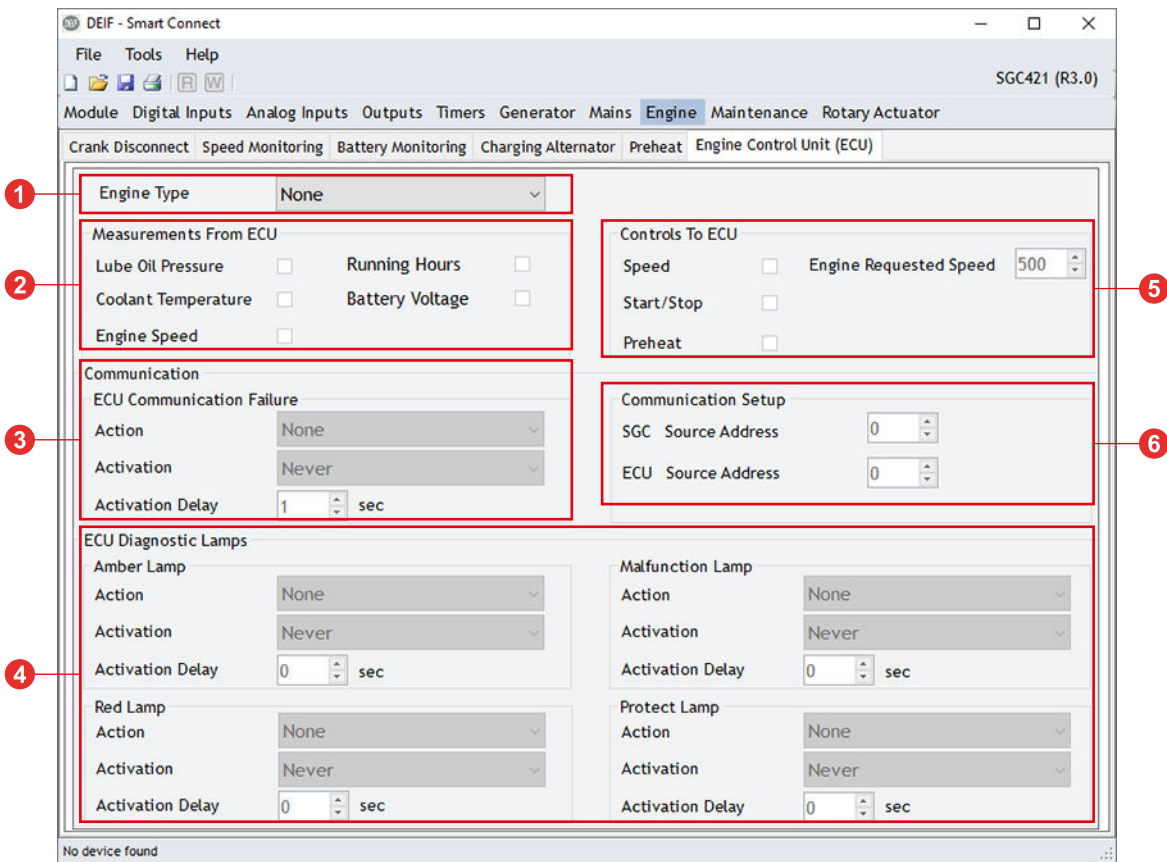 DEIF - Smart Connect
File Tools Help
R W
SGC421 (R3.0)
Module Digital Inputs Analog Inputs Outputs Timers Generator Mains Engine Maintenance Rotary Actuator
Crank Disconnect Speed Monitoring Battery Monitoring Charging Alternator Preheat Engine Control Unit (ECU)
1
Engine Type None
2
Measurements From ECU
Lube Oil Pressure Running Hours
Coolant Temperature Battery Voltage
Engine Speed
5
Controls To ECU
Speed Engine Requested Speed 500
Start/Stop
Preheat
3
Communication
ECU Communication Failure
Action None
Activation Never
Activation Delay 1 sec
6
Communication Setup
SGC Source Address 0
ECU Source Address 0
4
ECU Diagnostic Lamps
Amber Lamp
Action None
Activation Never
Activation Delay 0 sec
Malfunction Lamp
Action None
Activation Never
Activation Delay 0 sec
Red Lamp
Action None
Activation Never
Activation Delay 0 sec
Protect Lamp
Action None
Activation Never
Activation Delay 0 sec
No device found